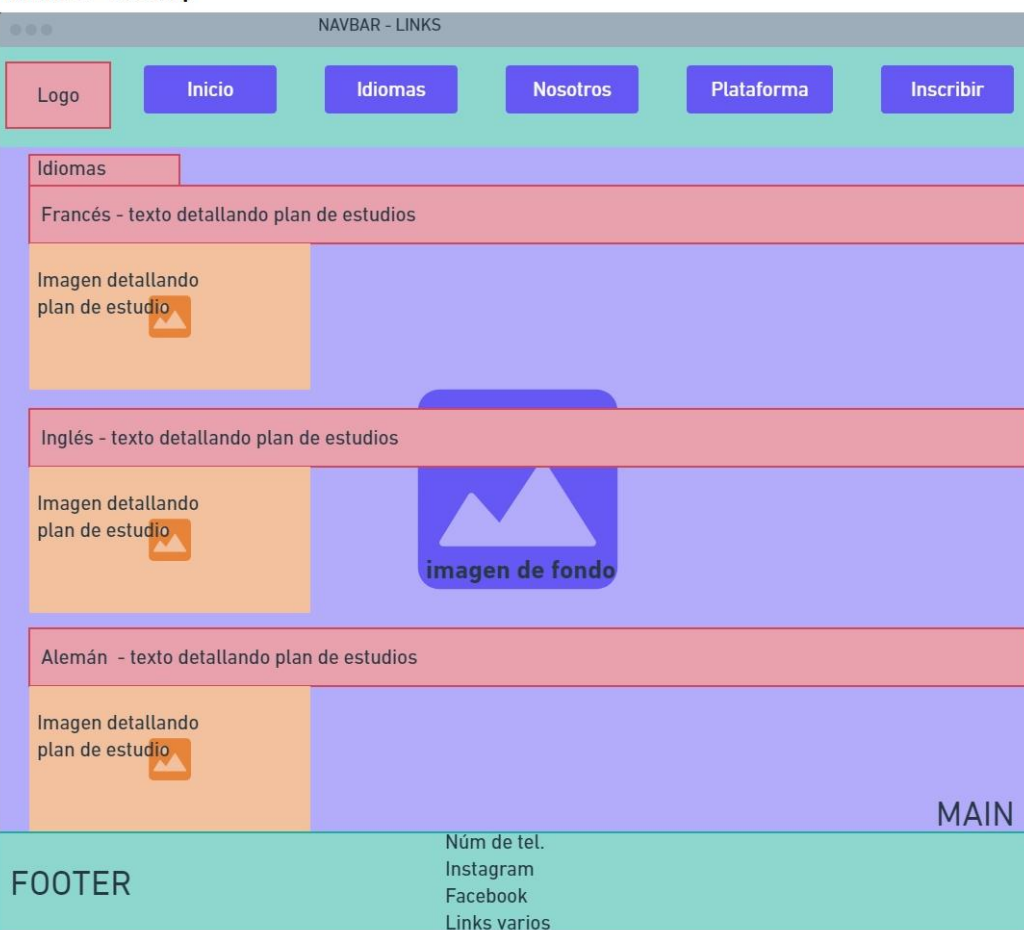 NAVBAR - LINKS
Logo
Inicio
Idiomas
Nosotros
Plataforma
Inscribir
Idiomas
Francés - texto detallando plan de estudios
Imagen detallando
plan de estudio
Inglés - texto detallando plan de estudios
Imagen detallando
plan de estudio
imagen de fondo
Alemán - texto detallando plan de estudios
Imagen detallando
plan de estudio
MAIN
FOOTER
Núm de tel.
Instagram
Facebook
Links varios